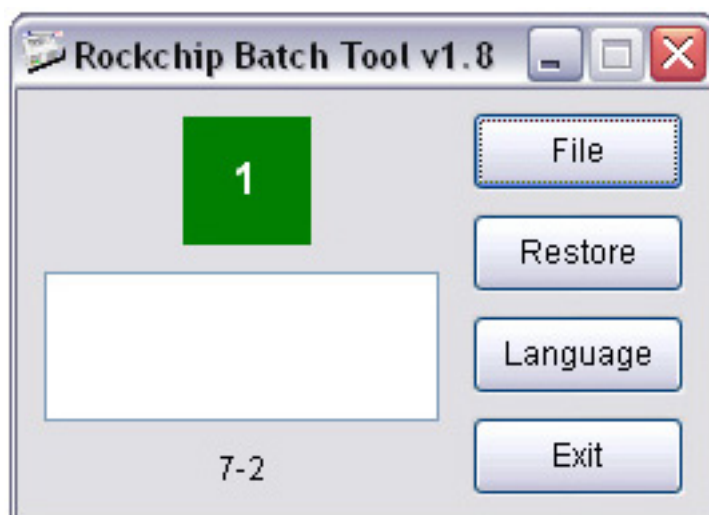 Rockchip Batch Tool v1.8
1
File
Restore
Language
7-2
Exit